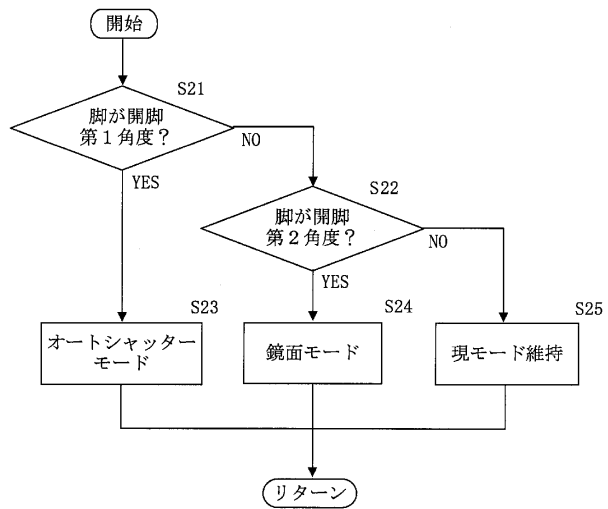 開始
S21
脚が開脚
第1角度？
NO
YES
S22
脚が開脚
第2角度？
NO
YES
S23
オートシャッター
モード
S24
鏡面モード
S25
現モード維持
リターン